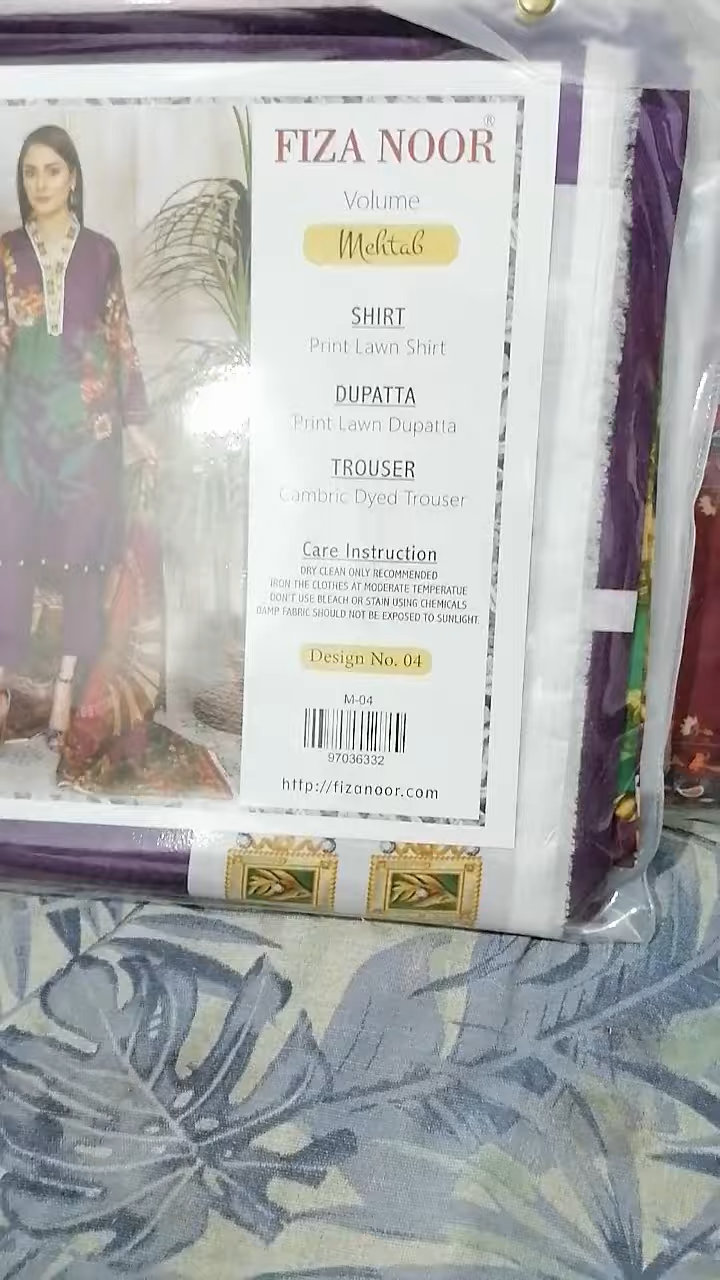 FIZA NOOR®
Volume
Mehtab
SHIRT
Print Lawn Shirt
DUPATTA
Print Lawn Dupatta
TROUSER
Cambric Dyed Trouser
Care Instruction
DRY CLEAN ONLY RECOMMENDED
IRON THE CLOTHES AT MODERATE TEMPERATUE
DON'T USE BLEACH OR STAIN USING CHEMICALS
DAMP FABRIC SHOULD NOT BE EXPOSED TO SUNLIGHT.
Design No. 04
M-04
97036332
http://fizanoor.com